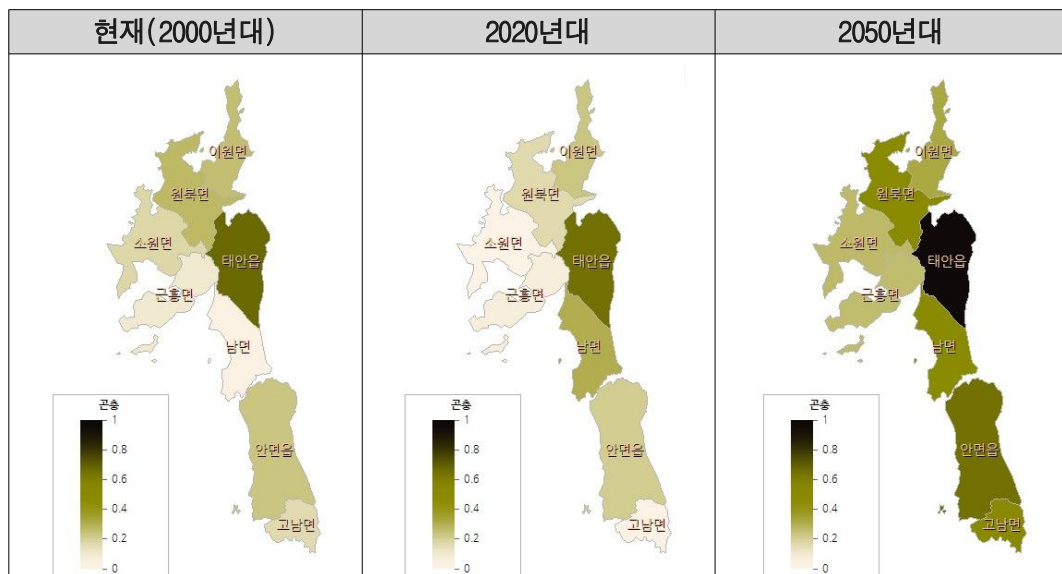 현재(2000년대)
이원면
원북면
소원면
태안읍
근흥면
남면
안면읍
고남면
곤충
1
0.8
0.6
0.4
0.2
0
2020년대
이원면
원북면
소원면
태안읍
근흥면
남면
안면읍
고남면
곤충
1
0.8
0.6
0.4
0.2
0
2050년대
이원면
원북면
소원면
태안읍
근흥면
남면
안면읍
고남면
곤충
1
0.8
0.6
0.4
0.2
0